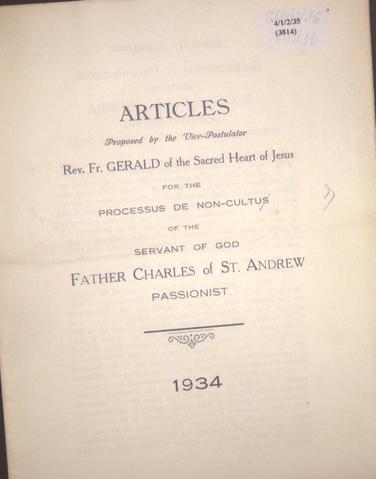 4/1/2/35
(3814)
ARTICLES
Proposed by the Vice-Postulator
Rev. Fr. GERALD of the Sacred Heart of Jesus
FOR THE
PROCESSUS DE NON-CULTUS
OF THE
SERVANT OF GOD
FATHER CHARLES of ST. ANDREW
PASSIONIST
1934